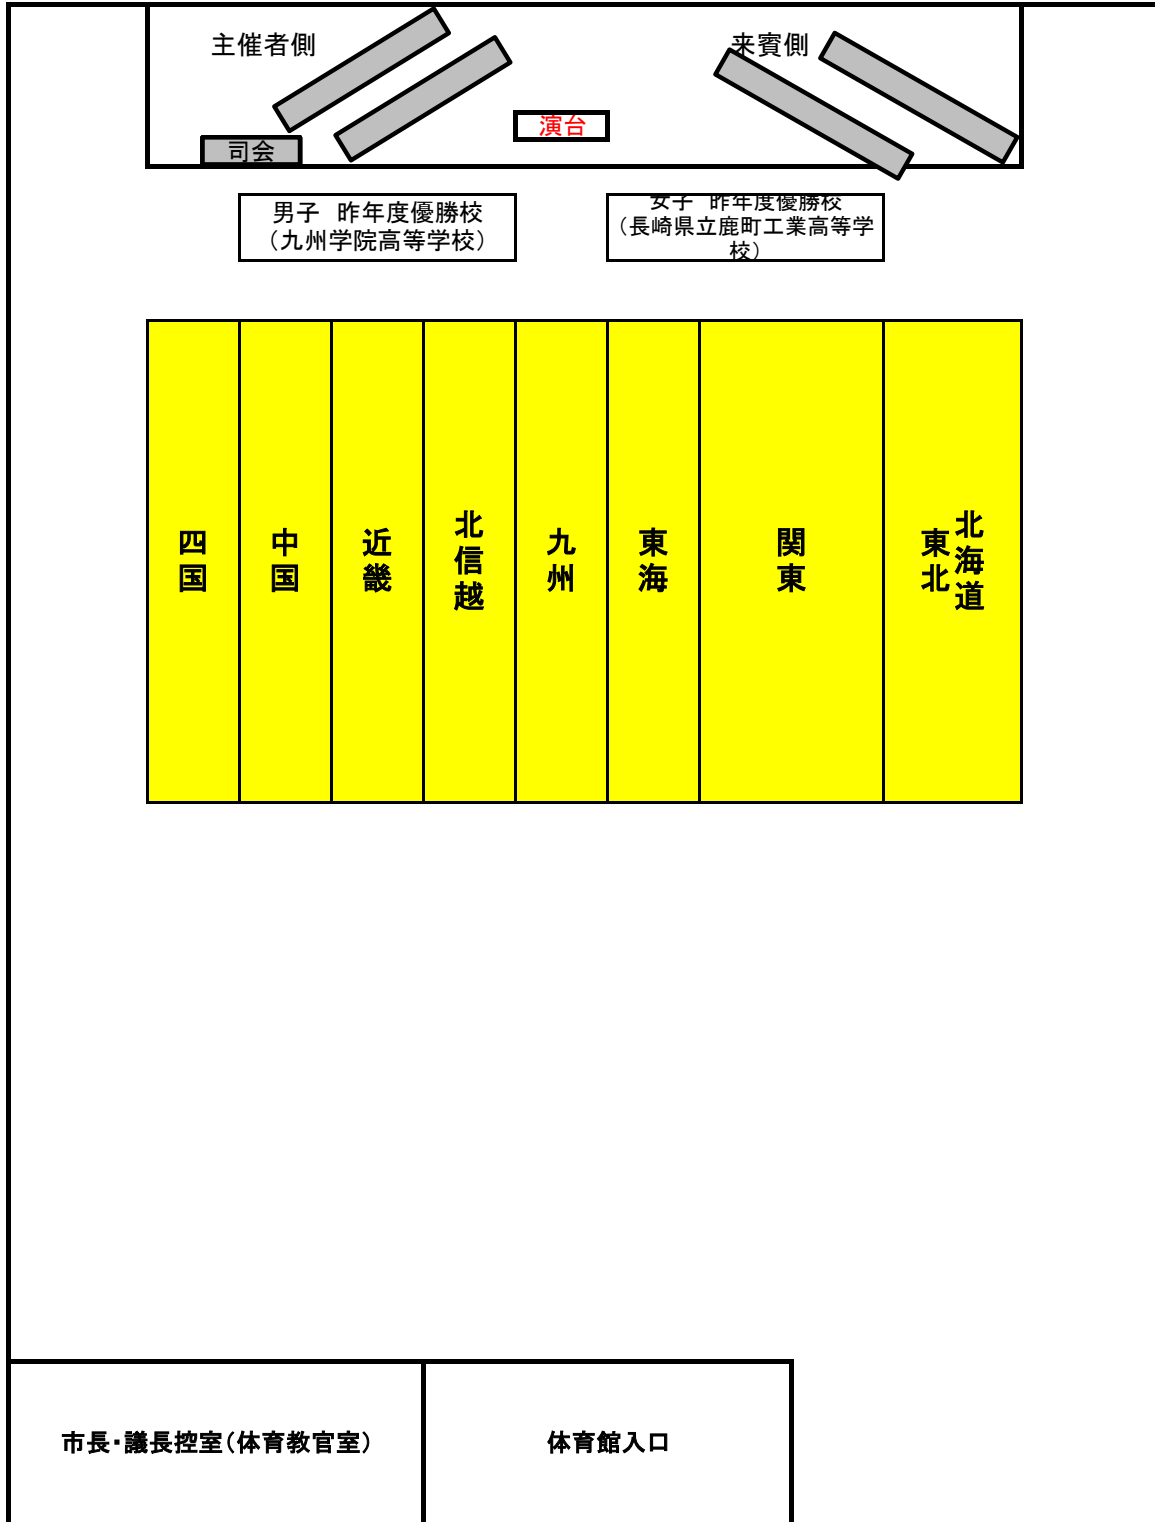 主催者側
来賓側
演台
司会
男子　昨年度優勝校
（九州学院高等学校）
女子　昨年度優勝校
（長崎県立鹿町工業高等学
校）
四国
中国
近畿
北信越
九州
東海
関東
北海道
東北
市長・議長控室（体育教官室）
体育館入口